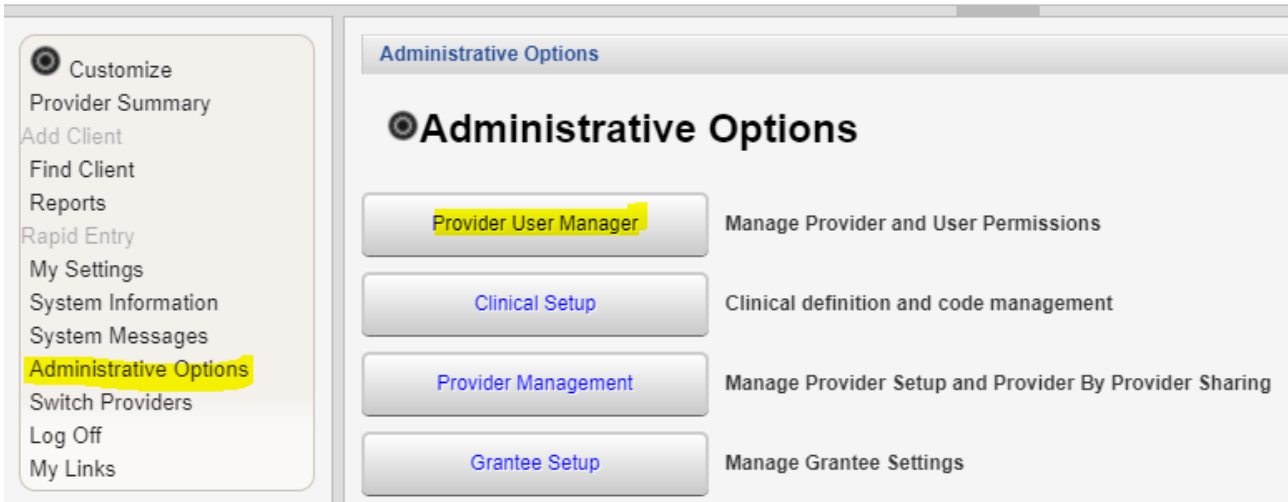 Customize
Provider Summary
Add Client
Find Client
Reports
Rapid Entry
My Settings
System Information
System Messages
Administrative Options
Switch Providers
Log Off
My Links
Administrative Options
Administrative Options
Provider User Manager Manage Provider and User Permissions
Clinical Setup Clinical definition and code management
Provider Management Manage Provider Setup and Provider By Provider Sharing
Grantee Setup Manage Grantee Settings